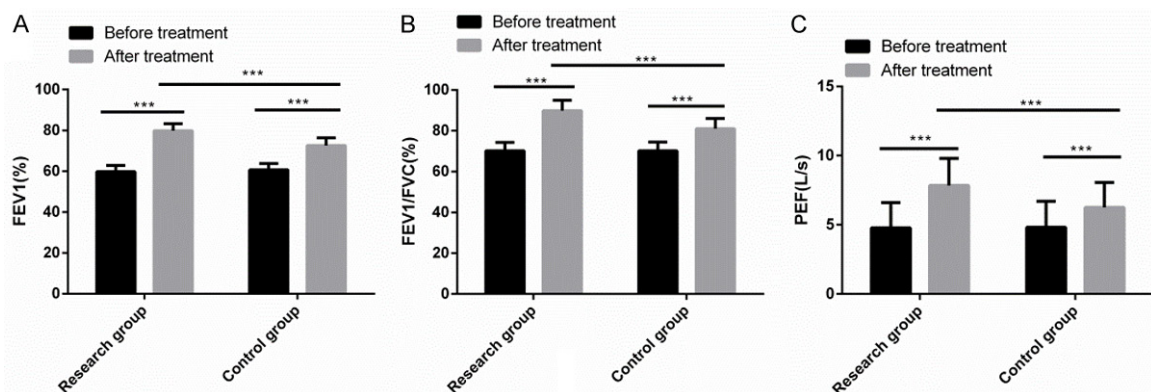 A
Before treatment
After treatment
FEV1(%)
100
80
60
40
20
0
***
***
***
Research group
Control group
B
Before treatment
After treatment
FEV1/FVC(%)
100
80
60
40
20
0
***
***
***
Research group
Control group
C
Before treatment
After treatment
PEF(L/s)
15
10
5
0
***
***
***
Research group
Control group